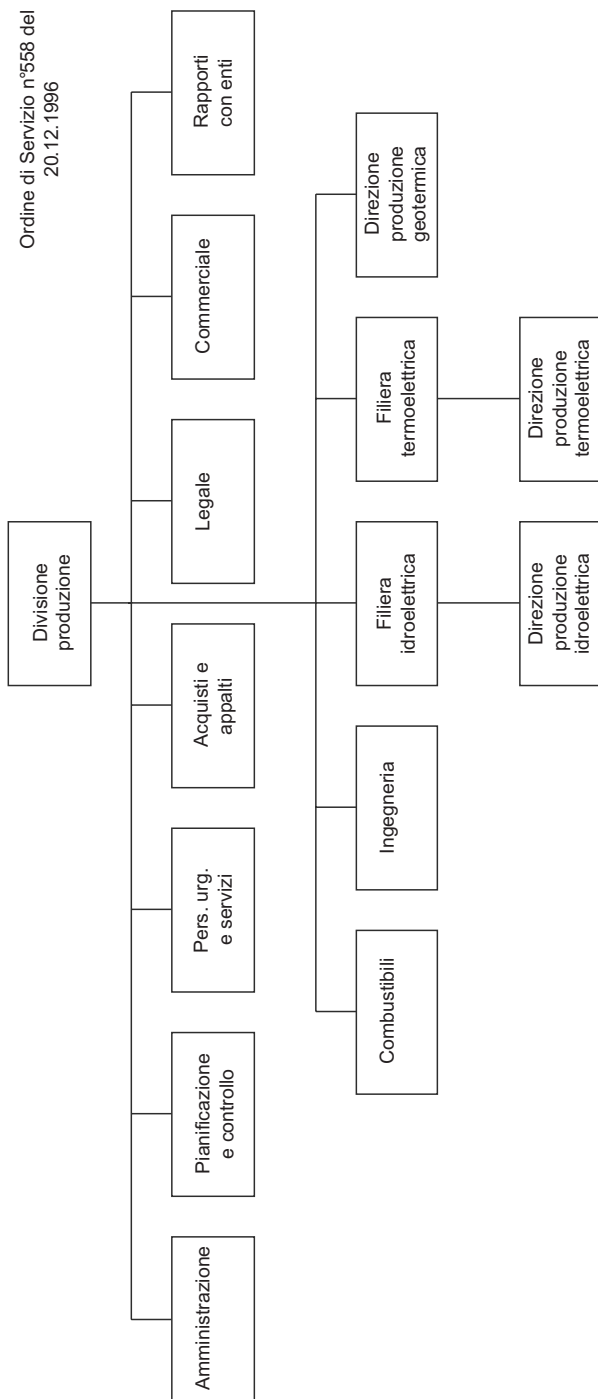 Ordine di Servizio n°558 del
20.12.1996
Divisione
produzione
Amministrazione
Pianificazione
e controllo
Pers. urg.
e servizi
Acquisti e
appalti
Legale
Commerciale
Rapporti
con enti
Combustibili
Ingegneria
Filiera
idroelettrica
Filiera
termoelettrica
Direzione
produzione
geotermica
Direzione
produzione
idroelettrica
Direzione
produzione
termoelettrica